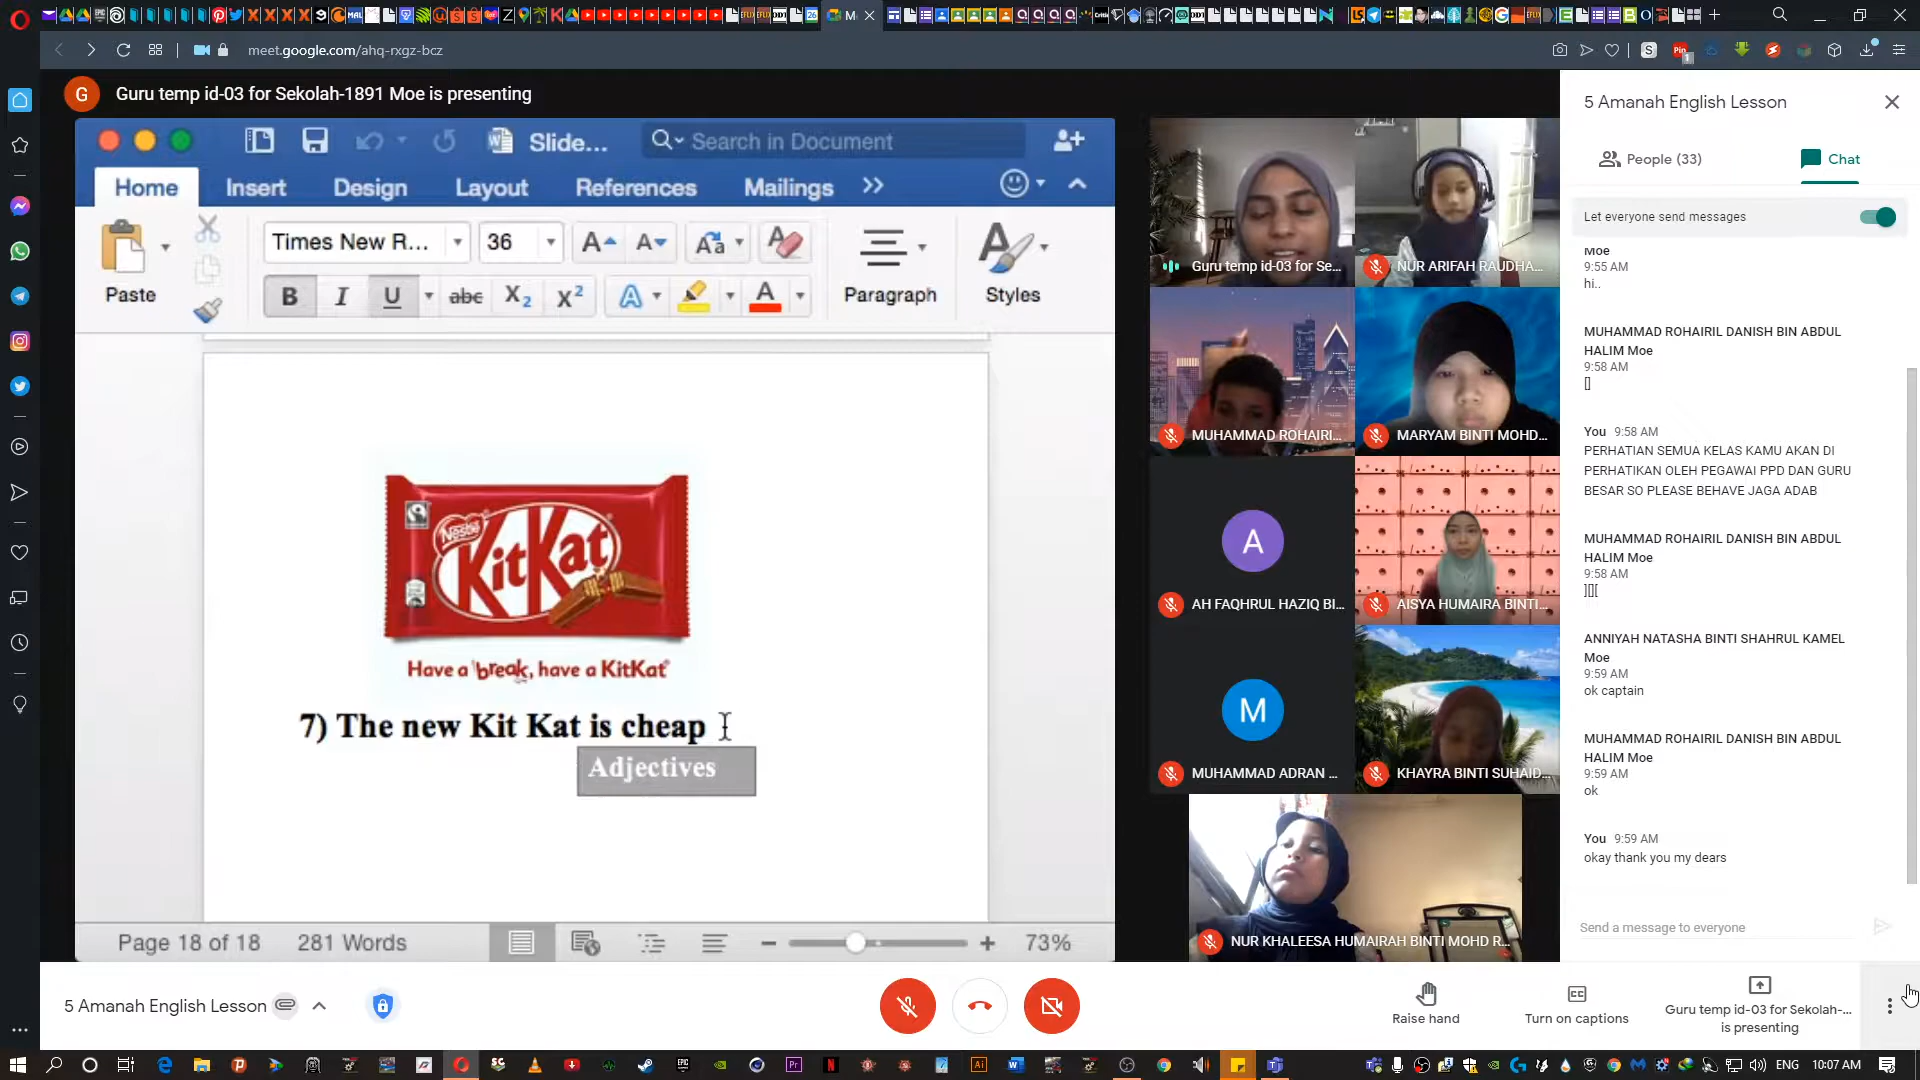 meet.google.com/ahq-rxgz-bcz
G
Guru temp id-03 for Sekolah-1891 Moe is presenting
Slide...
Search in Document
Home
Insert
Design
Layout
References
Mailings
Paste
Times New R...
36
B
I
U
abc
X₂
X²
A
A
Paragraph
Styles
Nestle
KitKat
Have a break, have a KitKat
7) The new Kit Kat is cheap
Adjectives
Page 18 of 18
281 Words
73%
Guru temp id-03 for Se...
NUR ARIFAH RAUDHA...
MUHAMMAD ROHAIRI...
MARYAM BINTI MOHD...
A
AH FAQHRUL HAZIQ BI...
AISYA HUMAIRA BINTI...
M
MUHAMMAD ADRAN ...
KHAYRA BINTI SUHAID...
NUR KHALEESA HUMAIRAH BINTI MOHD R...
5 Amanah English Lesson
People (33)
Chat
Let everyone send messages
Moe
9:55 AM
hi..
MUHAMMAD ROHAIRIL DANISH BIN ABDUL
HALIM Moe
9:58 AM
[]
You 9:58 AM
PERHATIAN SEMUA KELAS KAMU AKAN DI
PERHATIKAN OLEH PEGAWAI PPD DAN GURU
BESAR SO PLEASE BEHAVE JAGA ADAB
MUHAMMAD ROHAIRIL DANISH BIN ABDUL
HALIM Moe
9:58 AM
][][
ANNIYAH NATASHA BINTI SHAHRUL KAMEL
Moe
9:59 AM
ok captain
MUHAMMAD ROHAIRIL DANISH BIN ABDUL
HALIM Moe
9:59 AM
ok
You 9:59 AM
okay thank you my dears
Send a message to everyone
5 Amanah English Lesson
Raise hand
Turn on captions
Guru temp id-03 for Sekolah-...
is presenting
ENG
10:07 AM